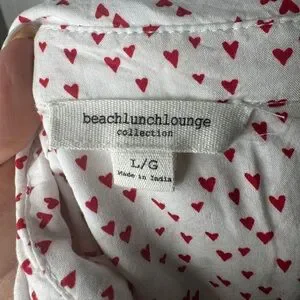 beachlunchlounge
collection
L/G
Made in India